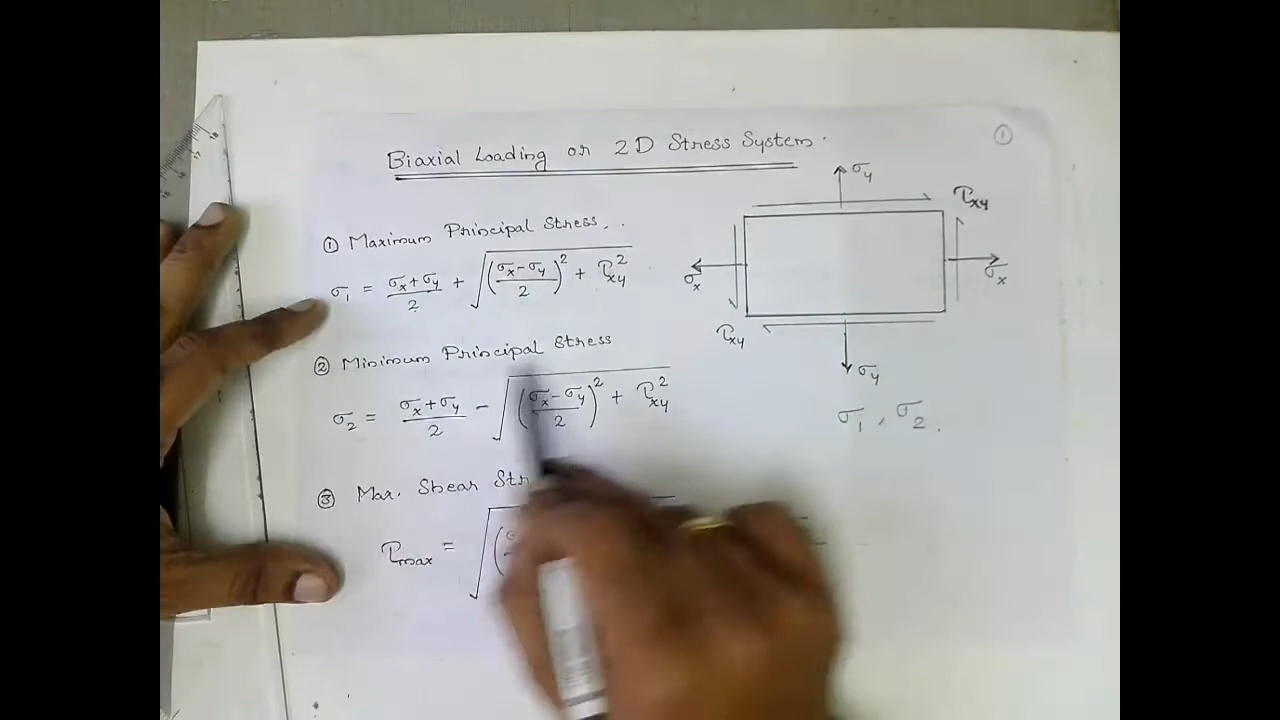 ①
Biaxial Loading or 2D Stress System.
① Maximum Principal Stress.
σ₁ = (σx + σy)/2 + √(((σx − σy)/2)² + τxy²)
② Minimum Principal Stress
σ₂ = (σx + σy)/2 − √(((σx − σy)/2)² + τxy²)
③ Max. Shear
τmax = √((
σy
τxy
σx
σx
τxy
σy
σ₁, σ₂.